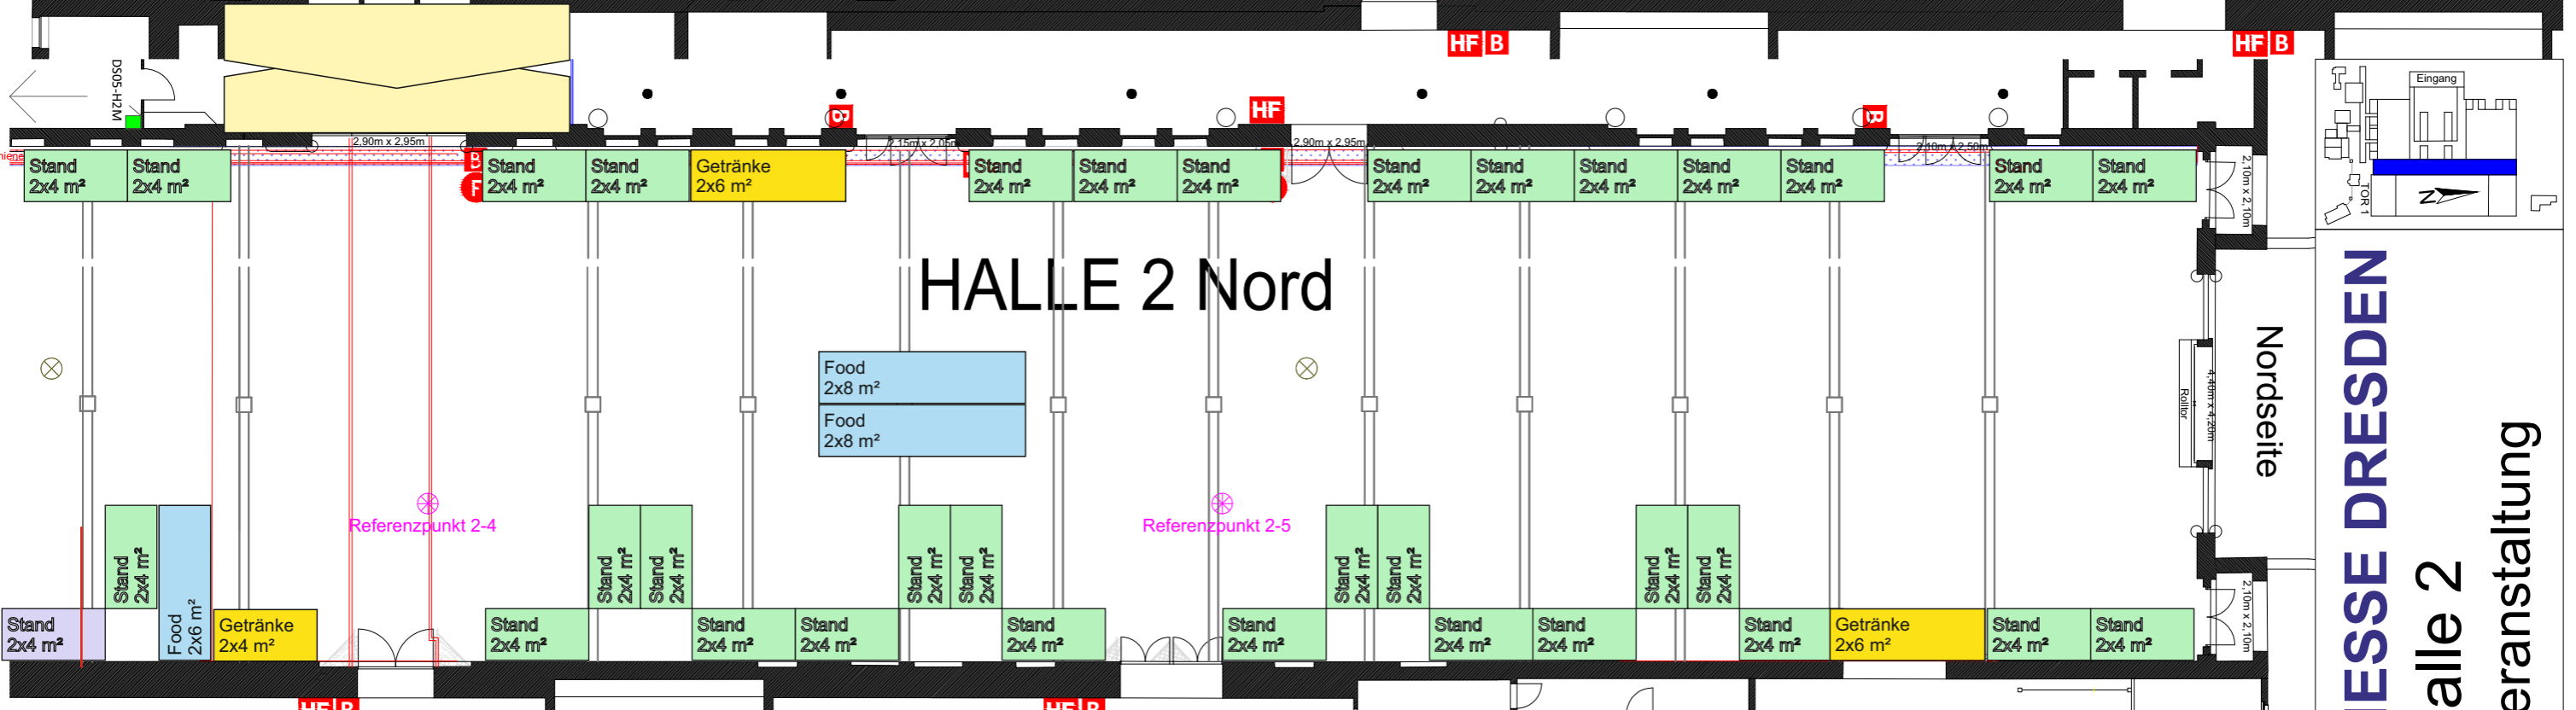 HF B
HF B
DS05-H2M
B
HF
B
Eingang
TOR 1
N
2,90m x 2,95m
2,15m x 2,05m
2,90m x 2,95m
2,10m x 2,50m
2,10m x 2,10m
B
F
Stand
2x4 m²
Stand
2x4 m²
Stand
2x4 m²
Stand
2x4 m²
Getränke
2x6 m²
Stand
2x4 m²
Stand
2x4 m²
Stand
2x4 m²
Stand
2x4 m²
Stand
2x4 m²
Stand
2x4 m²
Stand
2x4 m²
Stand
2x4 m²
Stand
2x4 m²
Stand
2x4 m²
HALLE 2 Nord
Food
2x8 m²
Food
2x8 m²
Rolltor
4,40m x 4,20m
Nordseite
Referenzpunkt 2-4
Referenzpunkt 2-5
Stand
2x4 m²
Food
2x6 m²
Stand
2x4 m²
Stand
2x4 m²
Stand
2x4 m²
Stand
2x4 m²
Stand
2x4 m²
Stand
2x4 m²
Stand
2x4 m²
Stand
2x4 m²
Stand
2x4 m²
Getränke
2x4 m²
Stand
2x4 m²
Stand
2x4 m²
Stand
2x4 m²
Stand
2x4 m²
Stand
2x4 m²
Stand
2x4 m²
Stand
2x4 m²
Stand
2x4 m²
Getränke
2x6 m²
Stand
2x4 m²
Stand
2x4 m²
2,10m x 2,10m
HF B
HF B
ESSE DRESDEN
alle 2
eranstaltung